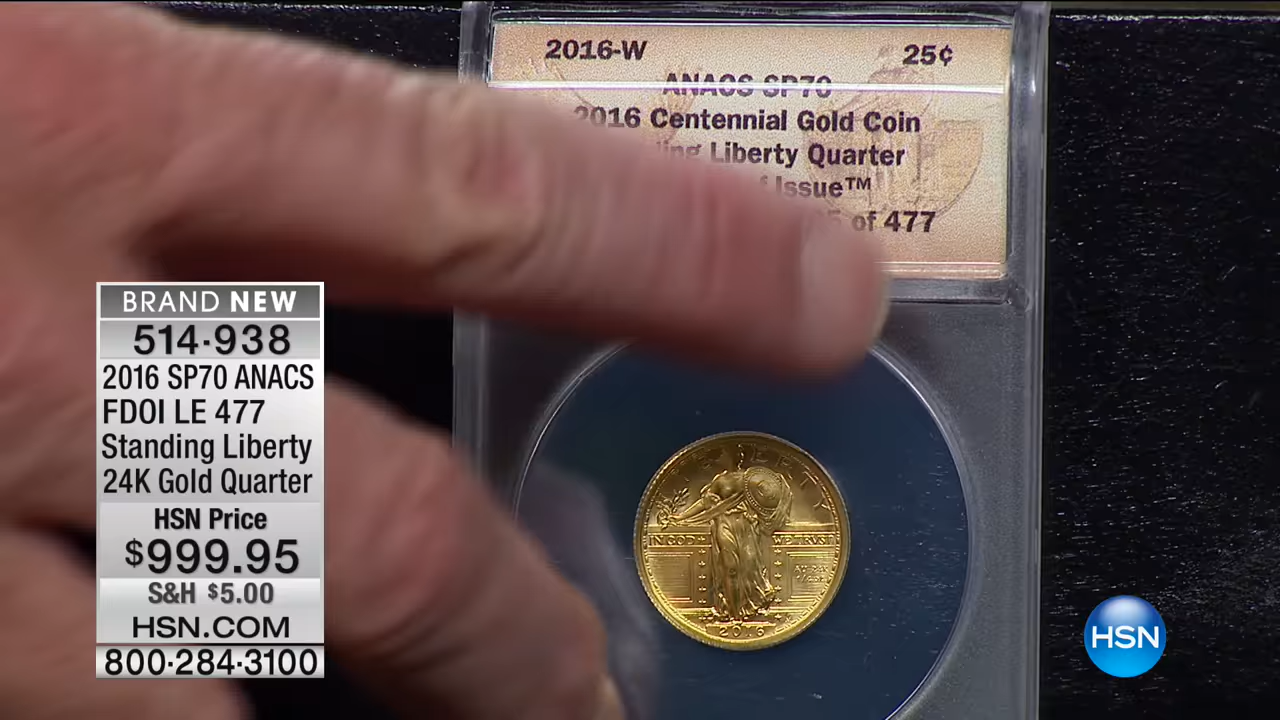 2016-W 25¢
ANACS SP70
2016 Centennial Gold Coin
Liberty Quarter
Issue™
of 477
BRAND NEW
514·938
2016 SP70 ANACS
FDOI LE 477
Standing Liberty
24K Gold Quarter
HSN Price
$999.95
S&H $5.00
HSN.COM
800·284·3100
IN GOD WE TRUST
2016
HSN